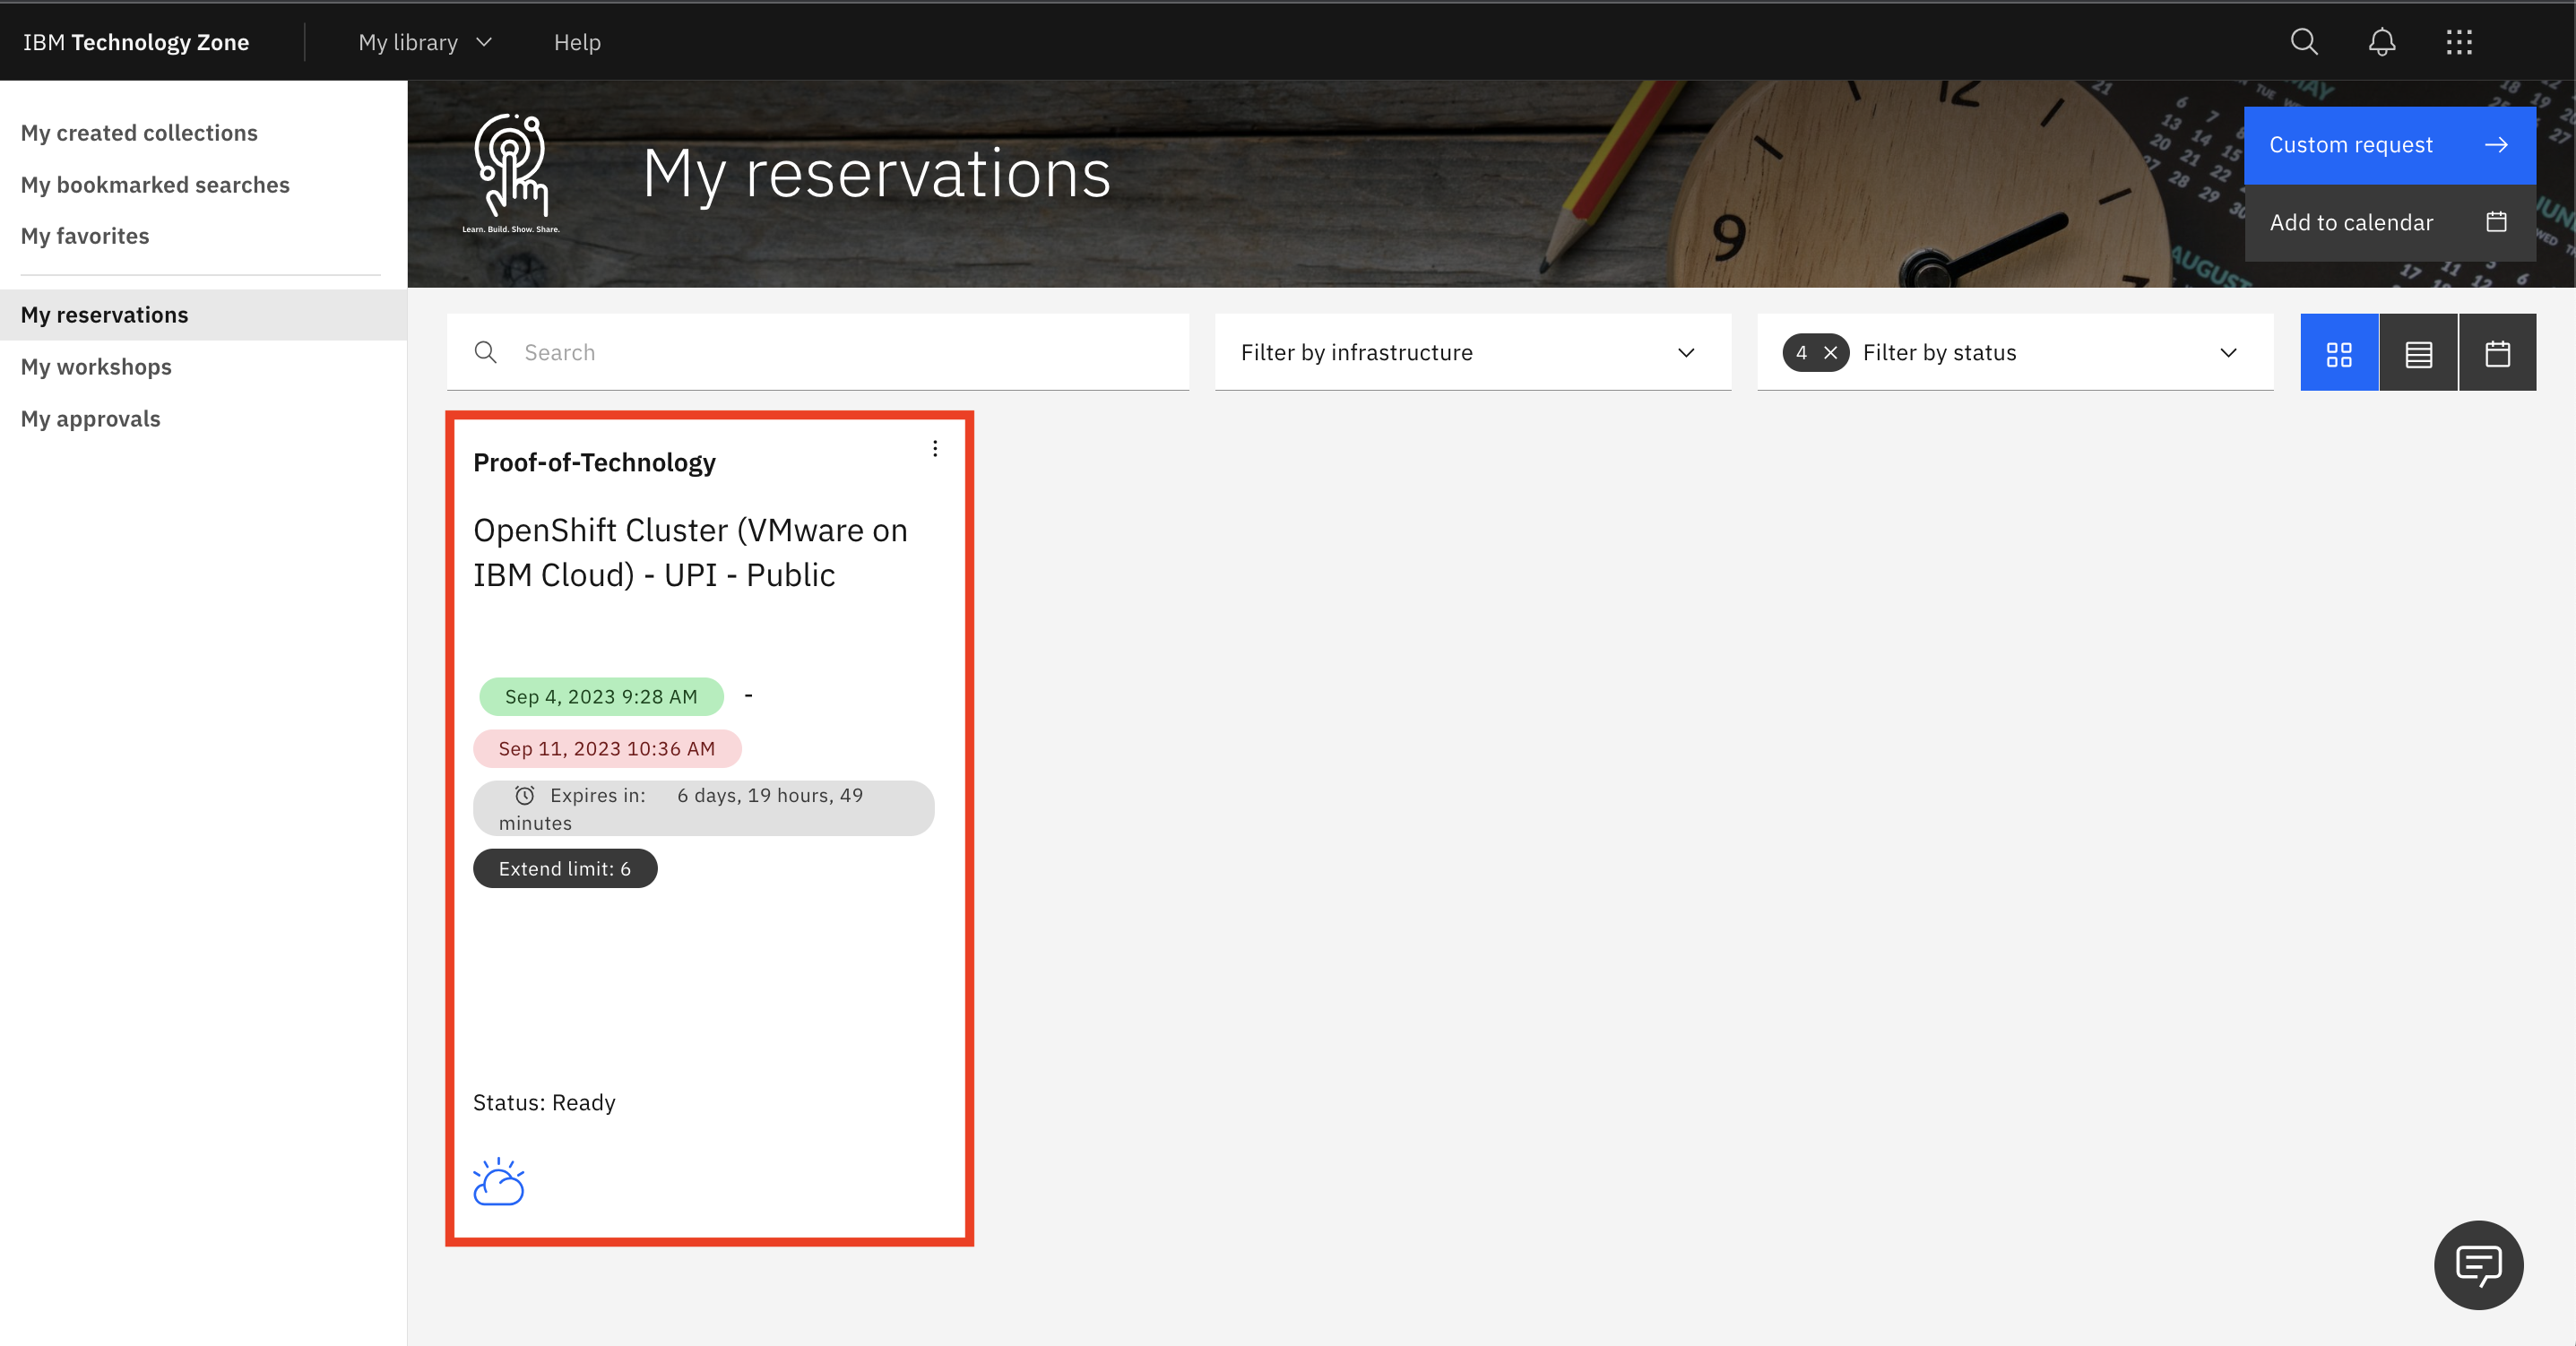 IBM Technology Zone
My library
Help
My created collections
My bookmarked searches
My favorites
My reservations
My workshops
My approvals
Learn. Build. Show. Share.
My reservations
12
9
Custom request
Add to calendar
AUGUST
Search
Filter by infrastructure
4
Filter by status
Proof-of-Technology
OpenShift Cluster (VMware on
IBM Cloud) - UPI - Public
Sep 4, 2023 9:28 AM -
Sep 11, 2023 10:36 AM
Expires in: 6 days, 19 hours, 49
minutes
Extend limit: 6
Status: Ready